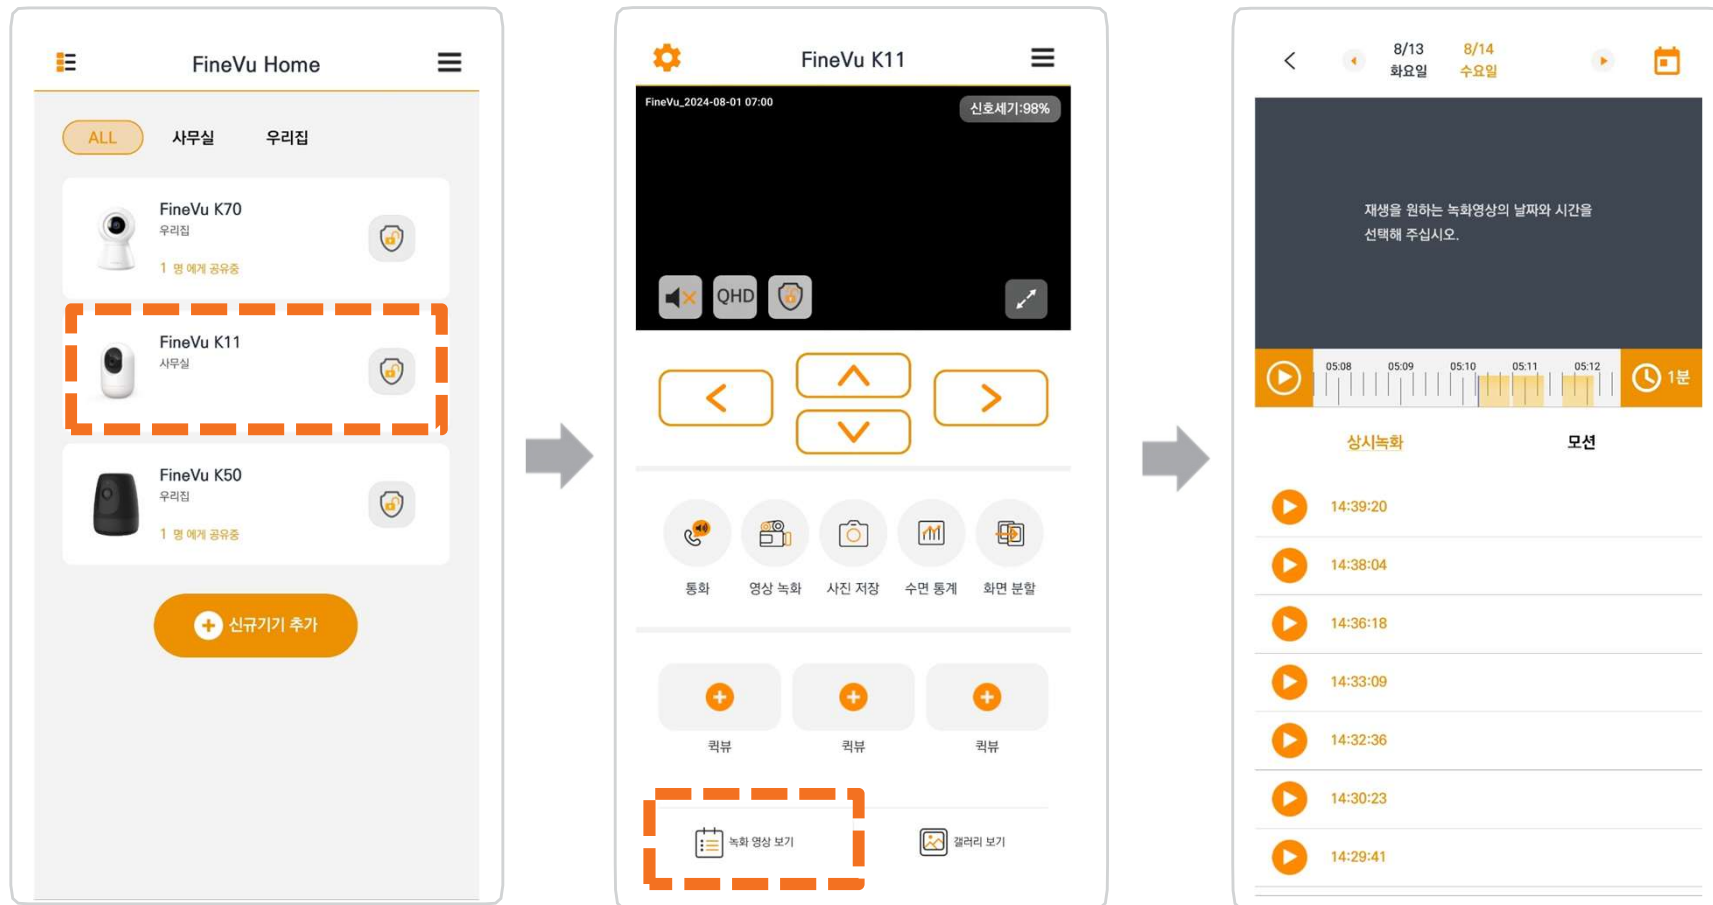 FineVu Home
ALL 사무실 우리집
FineVu K70
우리집
1 명 에게 공유중
FineVu K11
사무실
FineVu K50
우리집
1 명 에게 공유중
신규기기 추가
FineVu K11
FineVu_2024-08-01 07:00
신호세기:98%
QHD
통화 영상 녹화 사진 저장 수면 통계 화면 분할
퀵뷰 퀵뷰 퀵뷰
녹화 영상 보기 갤러리 보기
8/13 8/14
화요일 수요일
재생을 원하는 녹화영상의 날짜와 시간을
선택해 주십시오.
05:08 05:09 05:10 05:11 05:12
1분
상시녹화 모션
14:39:20
14:38:04
14:36:18
14:33:09
14:32:36
14:30:23
14:29:41